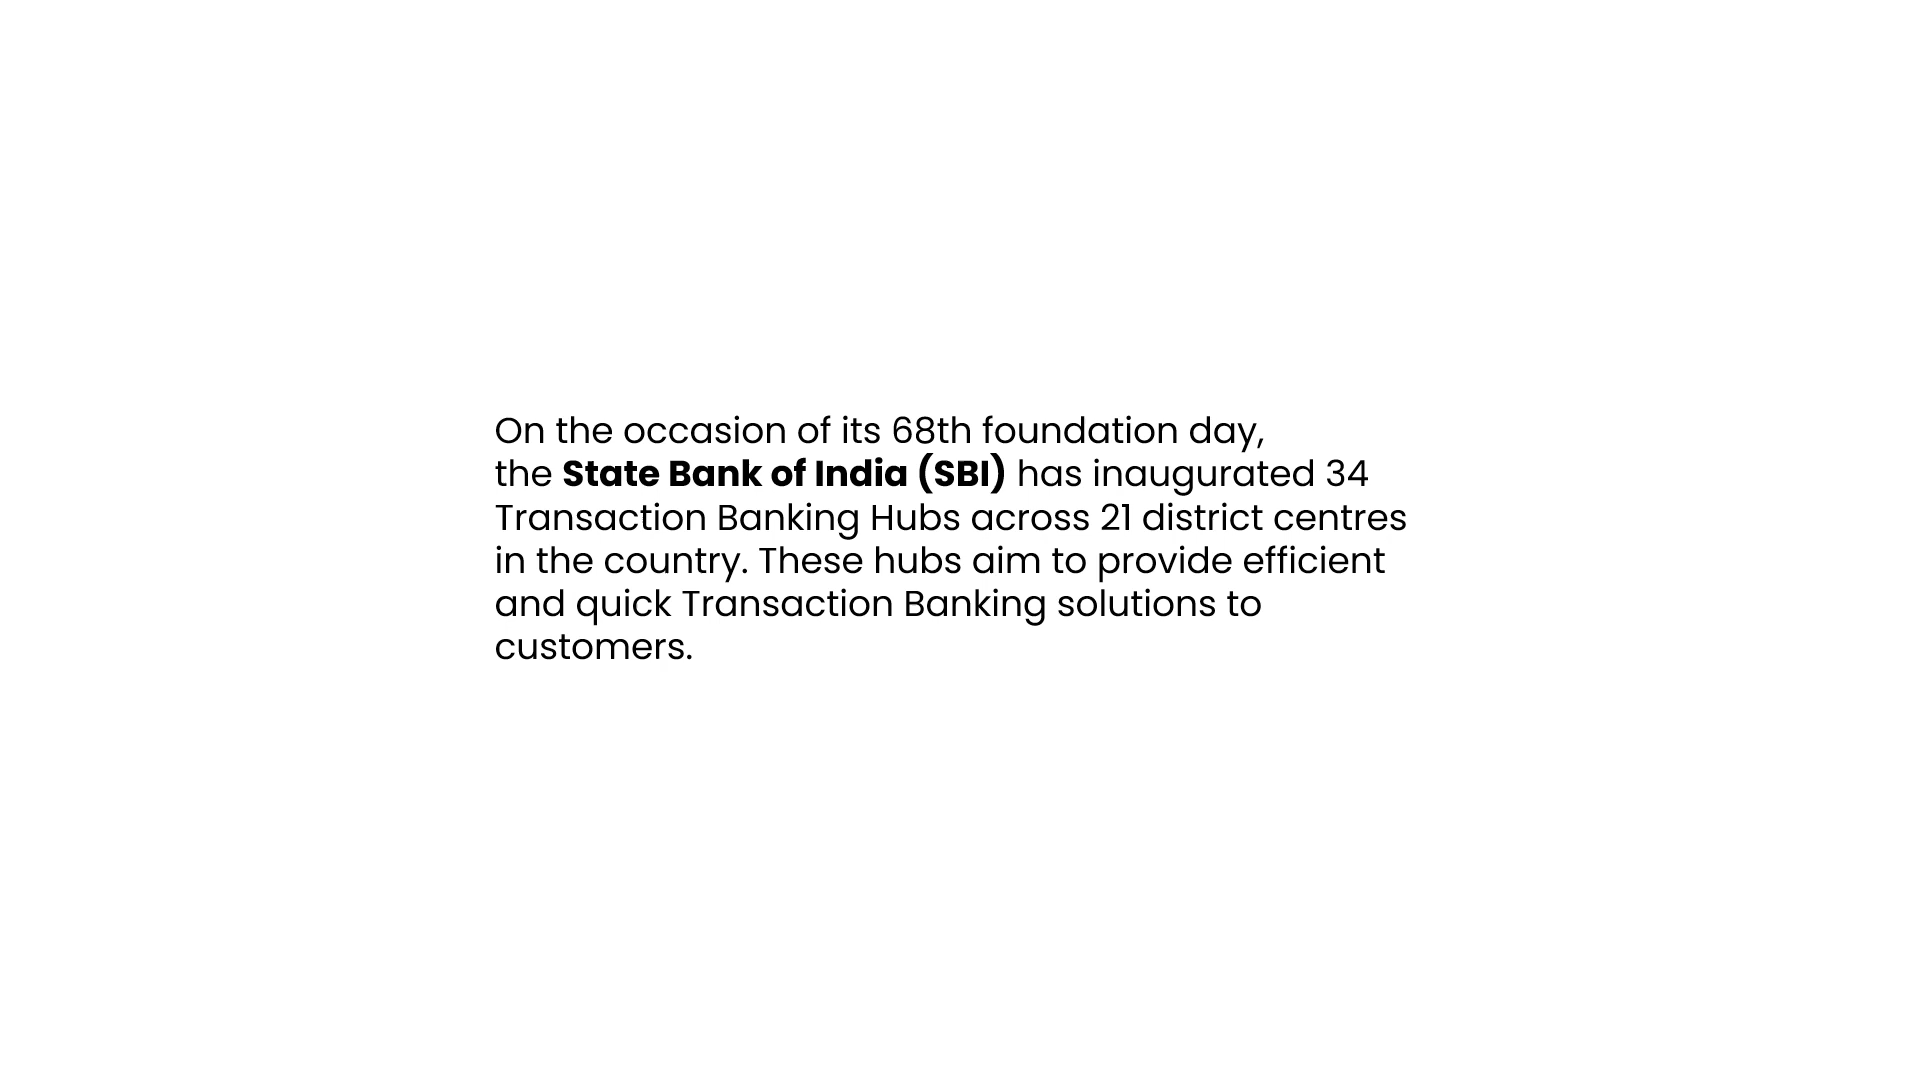 On the occasion of its 68th foundation day,
the State Bank of India (SBI) has inaugurated 34
Transaction Banking Hubs across 21 district centres
in the country. These hubs aim to provide efficient
and quick Transaction Banking solutions to
customers.